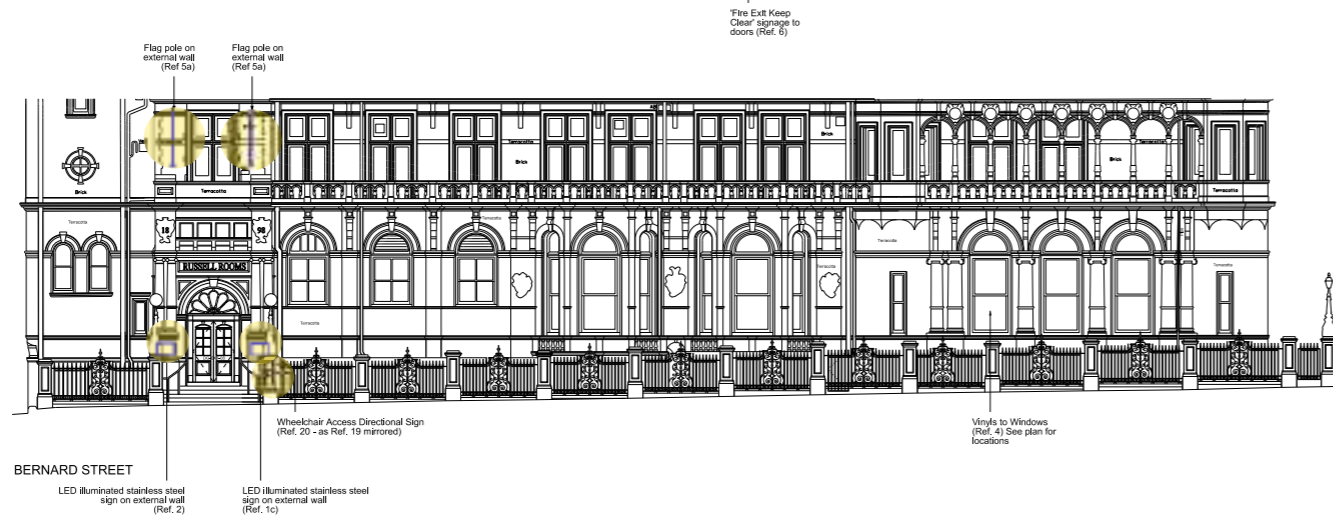 'Fire Exit Keep
Clear' signage to
doors (Ref. 6)
Flag pole on
external wall
(Ref 5a)
Flag pole on
external wall
(Ref 5a)
Terracotta
Brick
Brick
Brick
Terracotta
Brick
Terracotta
Terracotta
Terracotta
18
98
Terracotta
Terracotta
RUSSELL ROOMS
Terracotta
Terracotta
Terracotta
Wheelchair Access Directional Sign
(Ref. 20 - as Ref. 19 mirrored)
Vinyls to Windows
(Ref. 4) See plan for
locations
BERNARD STREET
LED illuminated stainless steel
sign on external wall
(Ref. 2)
LED illuminated stainless steel
sign on external wall
(Ref. 1c)